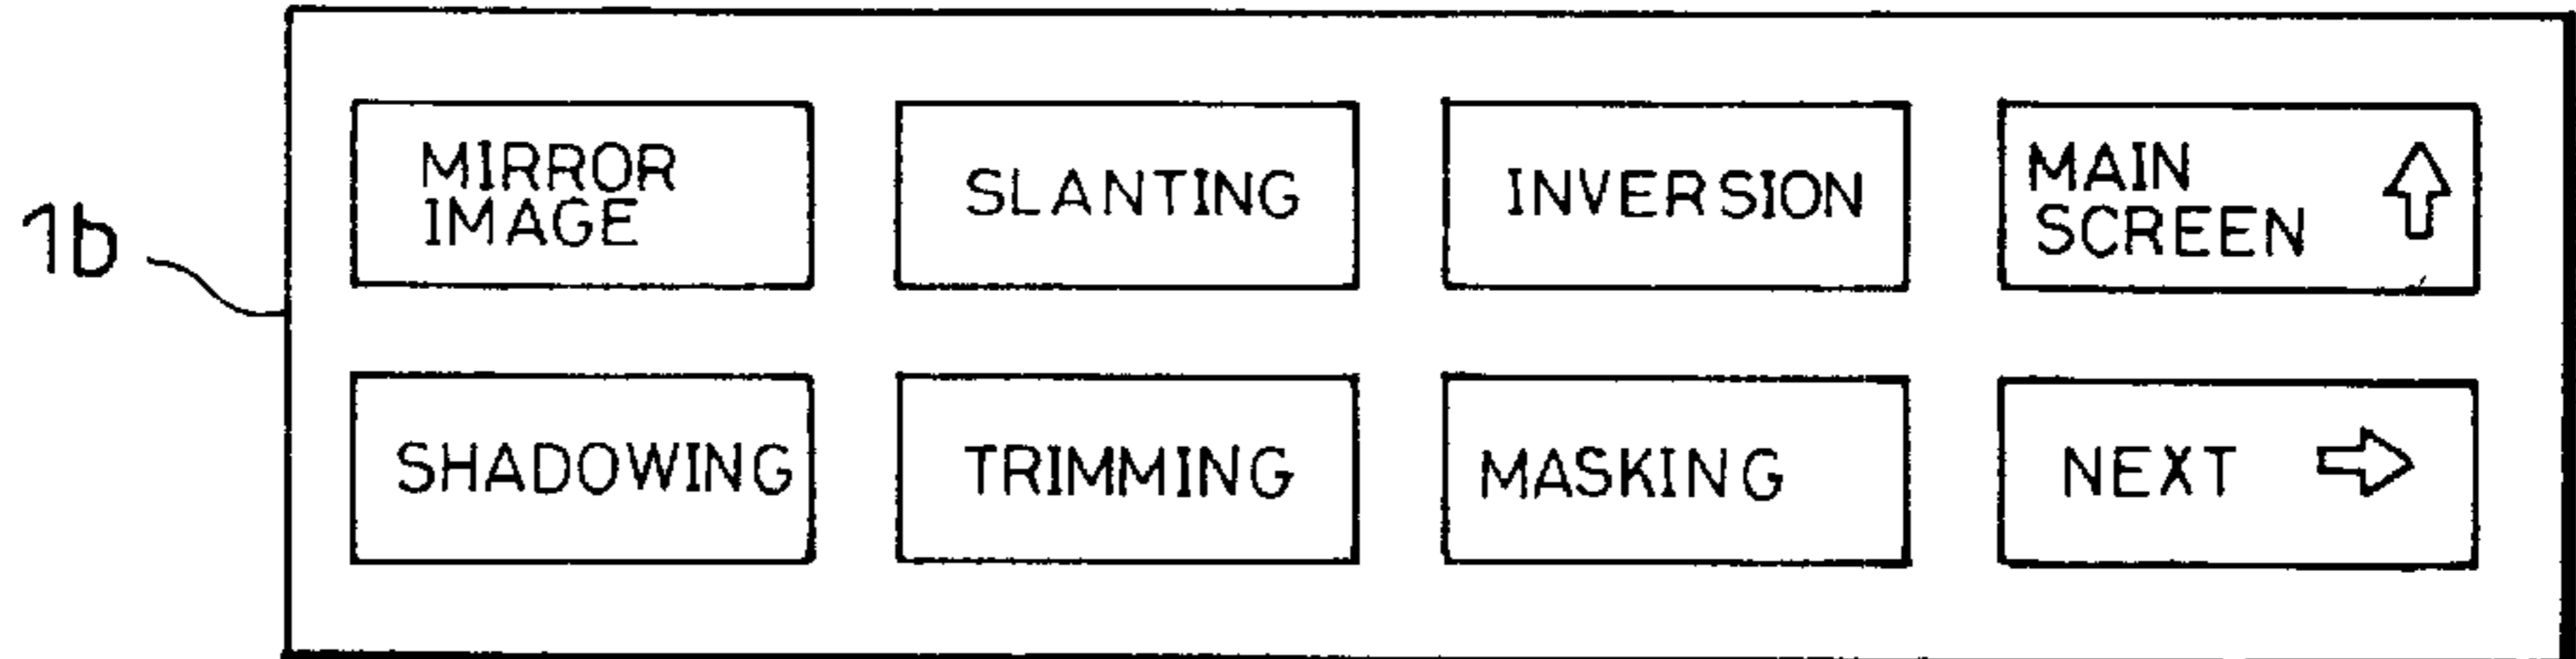 1b
MIRROR
IMAGE
SLANTING
INVERSION
MAIN
SCREEN
SHADOWING
TRIMMING
MASKING
NEXT